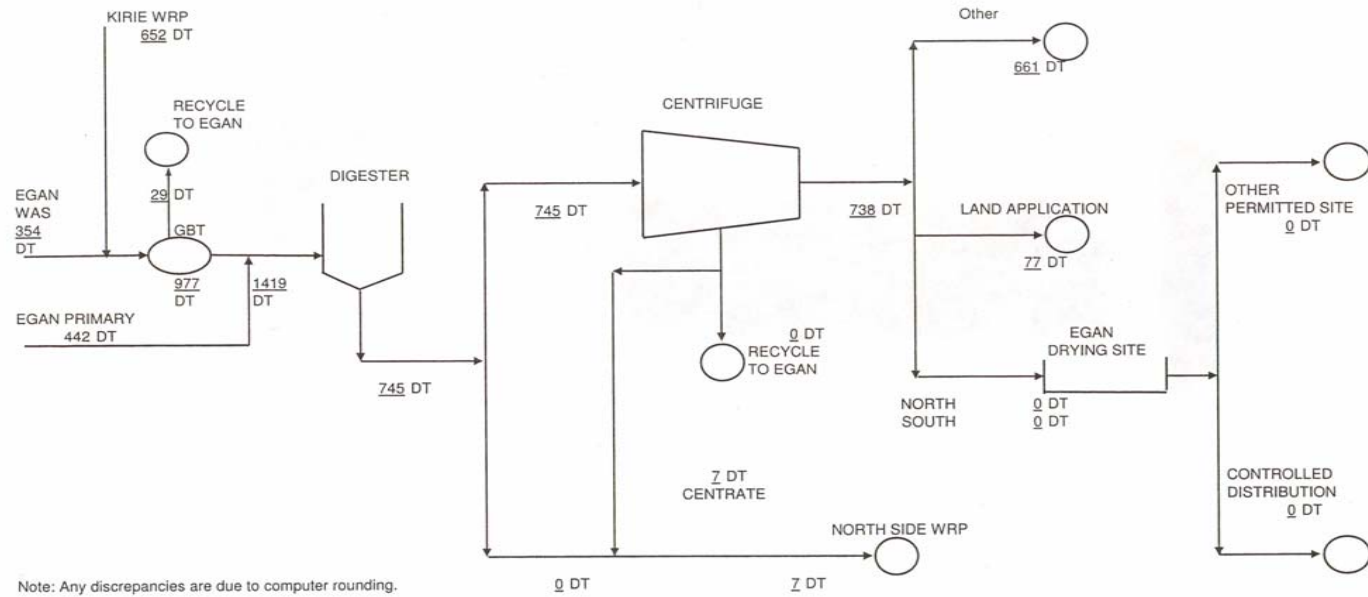 KIRIE WRP
652 DT
Other
661 DT
RECYCLE
TO EGAN
CENTRIFUGE
DIGESTER
EGAN
WAS
354
DT
29 DT
GBT
977
DT
1419
DT
EGAN PRIMARY
442 DT
745 DT
745 DT
738 DT
LAND APPLICATION
77 DT
OTHER
PERMITTED SITE
0 DT
0 DT
RECYCLE
TO EGAN
EGAN
DRYING SITE
NORTH 0 DT
SOUTH 0 DT
7 DT
CENTRATE
CONTROLLED
DISTRIBUTION
0 DT
NORTH SIDE WRP
0 DT
7 DT
Note: Any discrepancies are due to computer rounding.